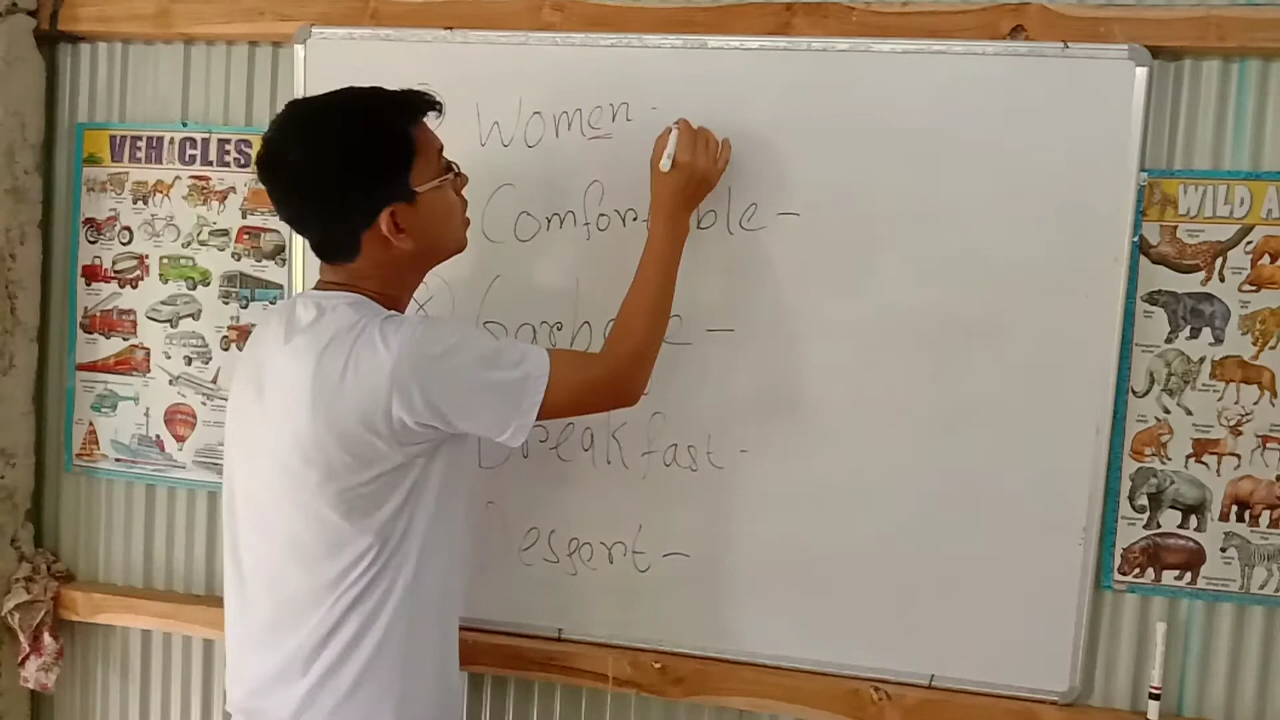 VEHICLES
WILD A
Women -
Comfortable -
Garbage -
Breakfast -
Dessert -